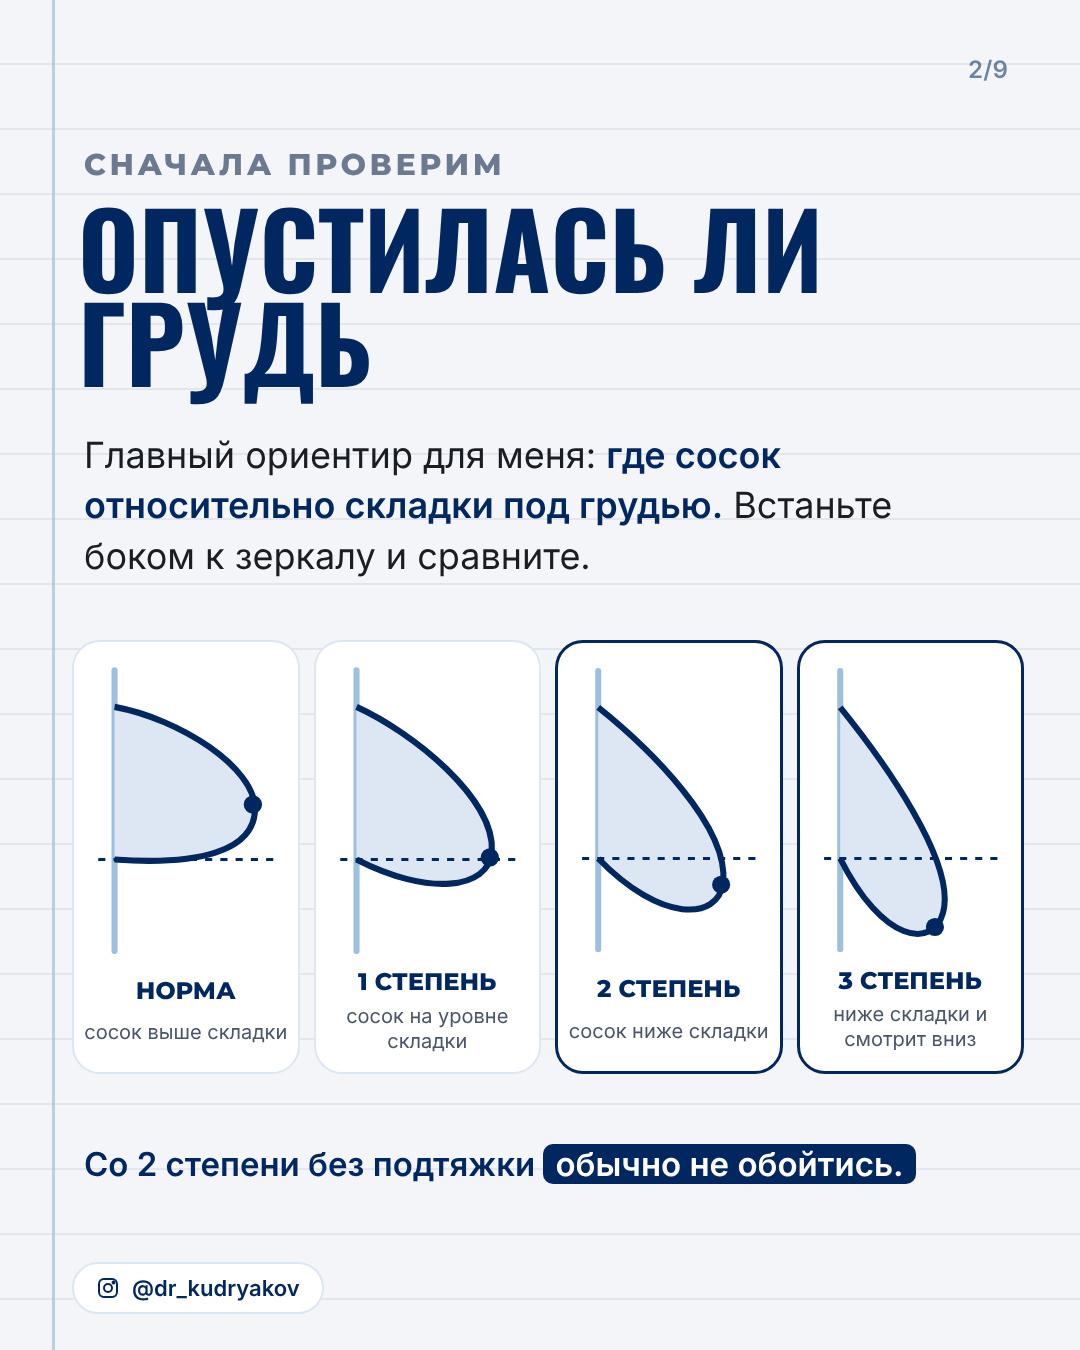 2/9
СНАЧАЛА ПРОВЕРИМ
ОПУСТИЛАСЬ ЛИ
ГРУДЬ
Главный ориентир для меня: где сосок
относительно складки под грудью. Встаньте
боком к зеркалу и сравните.
НОРМА
сосок выше складки
1 СТЕПЕНЬ
сосок на уровне
складки
2 СТЕПЕНЬ
сосок ниже складки
3 СТЕПЕНЬ
ниже складки и
смотрит вниз
Со 2 степени без подтяжки обычно не обойтись.
@dr_kudryakov